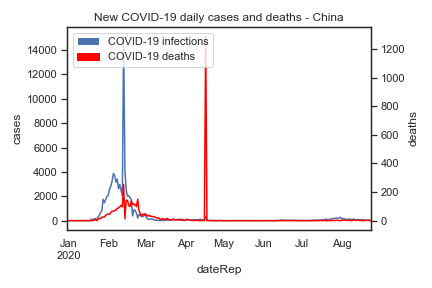 New COVID-19 daily cases and deaths - China
COVID-19 infections
COVID-19 deaths
14000
12000
10000
8000
6000
4000
2000
0
cases
1200
1000
800
600
400
200
0
deaths
Jan Feb Mar Apr May Jun Jul Aug
2020
dateRep